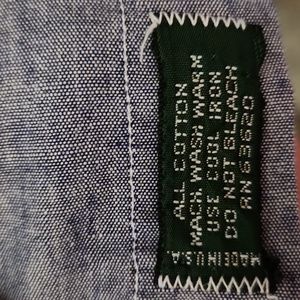 ALL COTTON
MACH WASH WARM
USE COOL IRON
DO NOT BLEACH
RN 63620
MADE IN U.S.A.